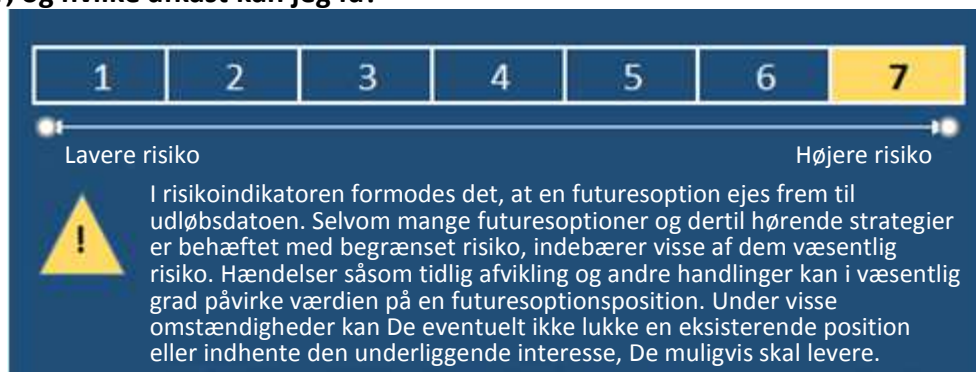 og hvilke afkast kan jeg få?
1 2 3 4 5 6 7
Lavere risiko Højere risiko
I risikoindikatoren formodes det, at en futuresoption ejes frem til
udløbsdatoen. Selvom mange futuresoptioner og dertil hørende strategier
er behæftet med begrænset risiko, indebærer visse af dem væsentlig
risiko. Hændelser såsom tidlig afvikling og andre handlinger kan i væsentlig
grad påvirke værdien på en futuresoptionsposition. Under visse
omstændigheder kan De eventuelt ikke lukke en eksisterende position
eller indhente den underliggende interesse, De muligvis skal levere.
!